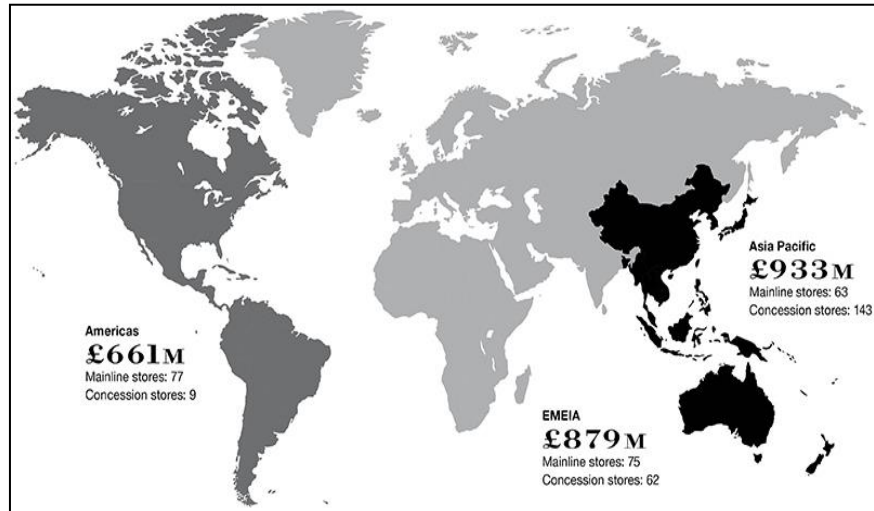 Asia Pacific
£933M
Mainline stores: 63
Concession stores: 143
Americas
£661M
Mainline stores: 77
Concession stores: 9
EMEIA
£879M
Mainline stores: 75
Concession stores: 62